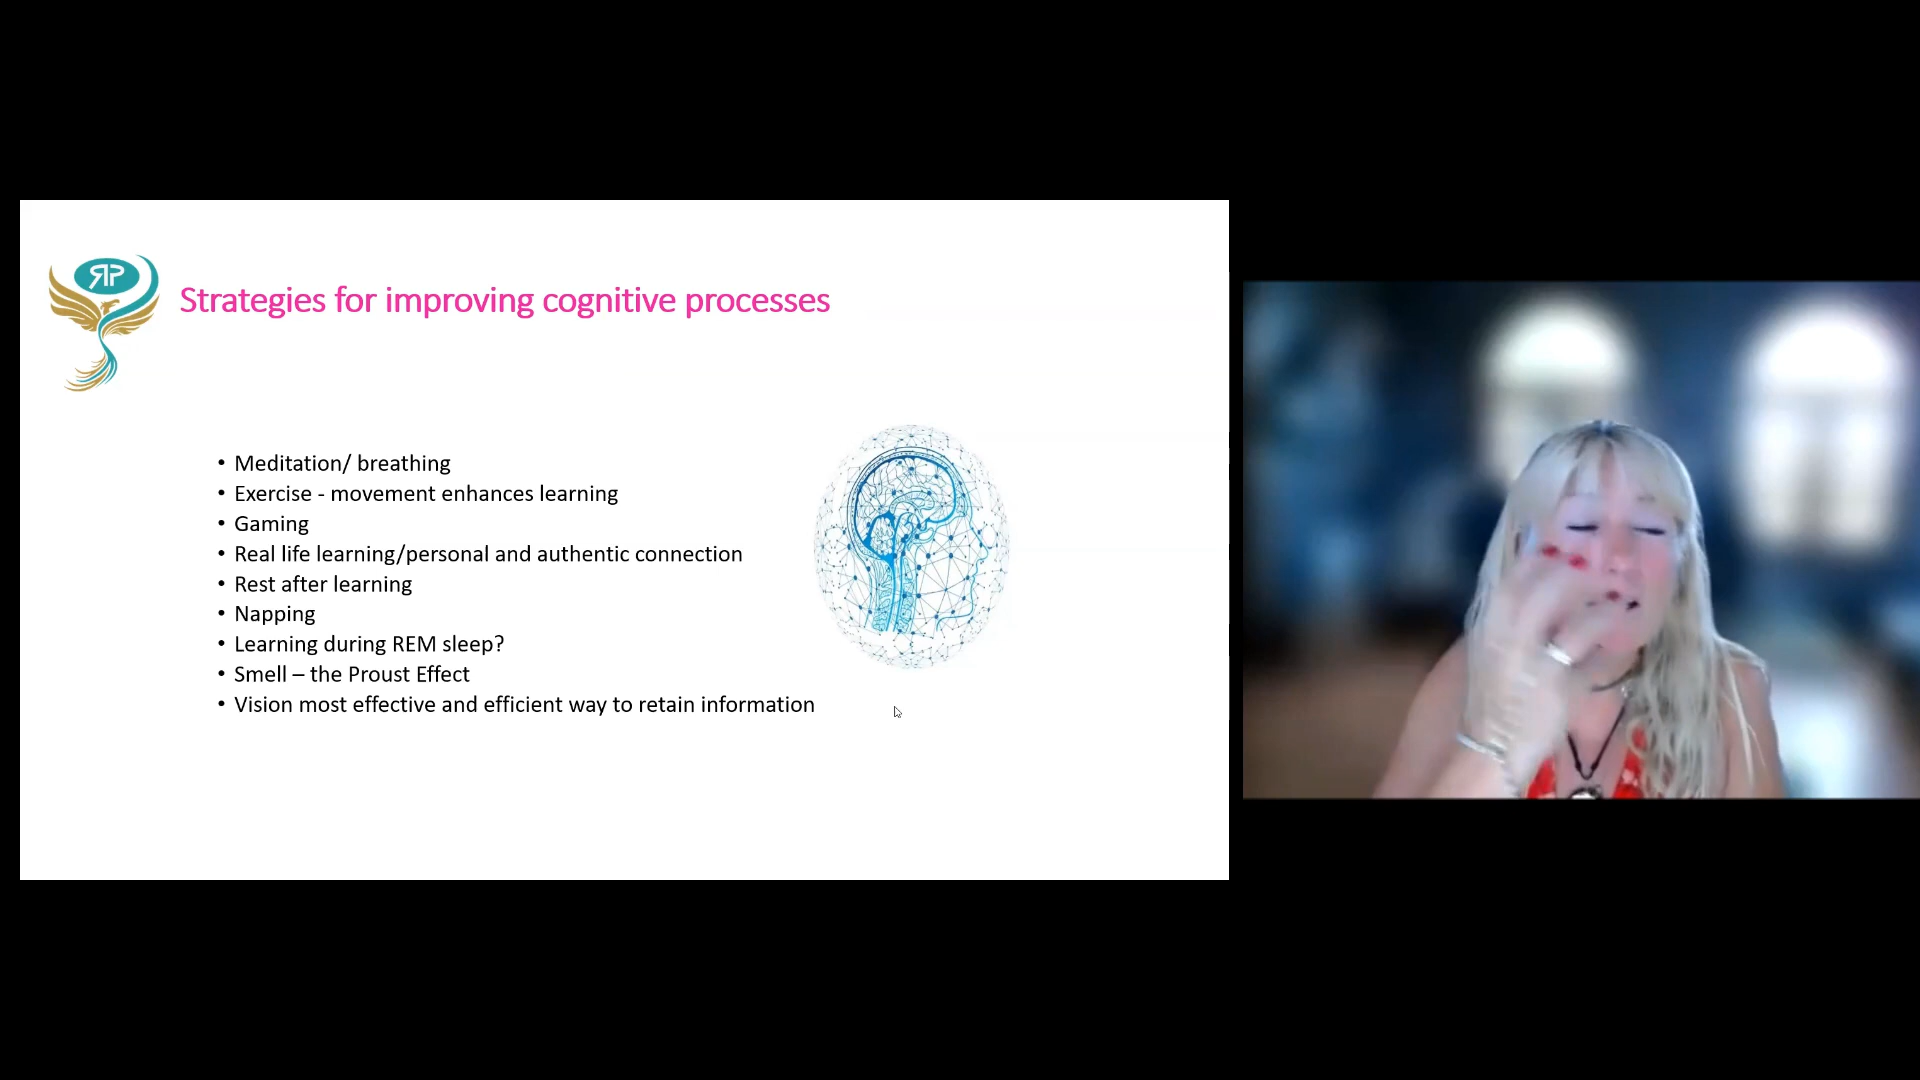 ЯP
Strategies for improving cognitive processes
• Meditation/ breathing
• Exercise - movement enhances learning
• Gaming
• Real life learning/personal and authentic connection
• Rest after learning
• Napping
• Learning during REM sleep?
• Smell – the Proust Effect
• Vision most effective and efficient way to retain information